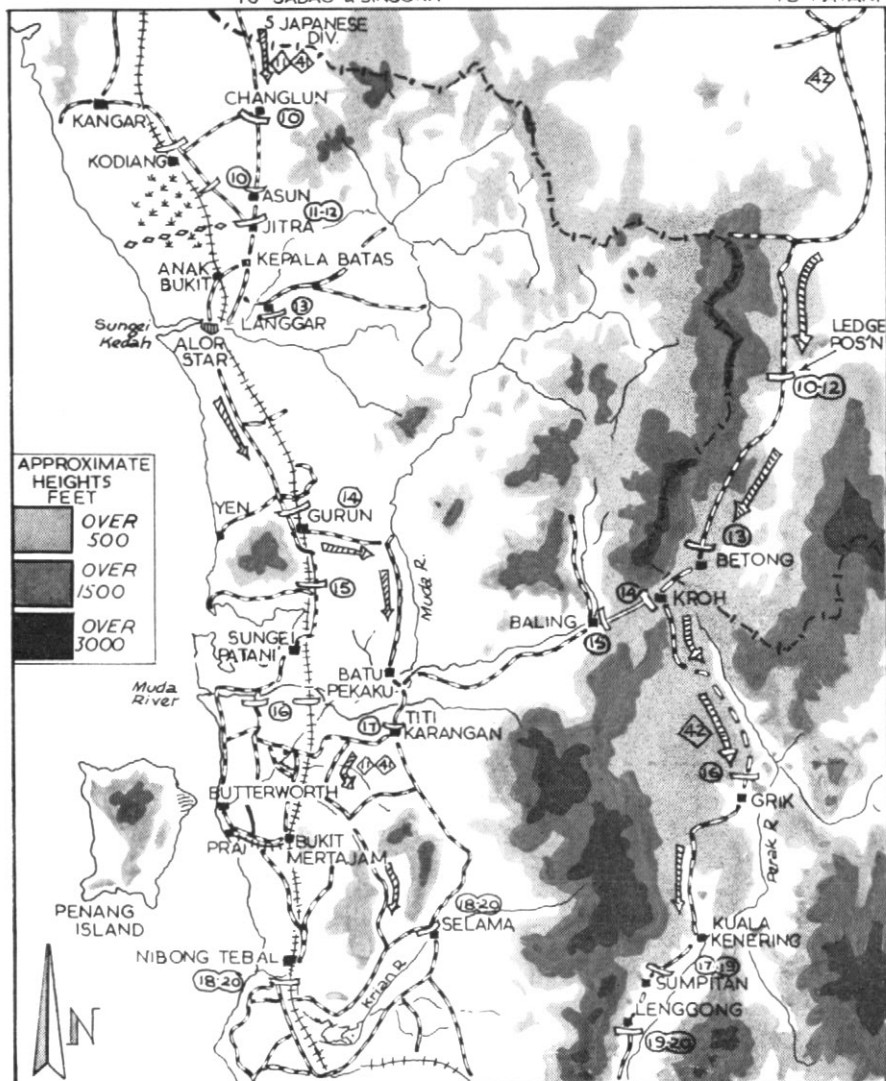 5 JAPANESE
DIV.
11 41
42
CHANGLUN
10
KANGAR
KODIANG
10
ASUN
11-12
JITRA
KEPALA BATAS
ANAK
BUKIT
13
LANGGAR
Sungei
Kedah
ALOR
STAR
LEDGE
POS'N
10-12
APPROXIMATE
HEIGHTS
FEET
OVER
500
OVER
1500
OVER
3000
YEN
14
GURUN
15
Muda R.
13
BETONG
14
KROH
BALING
15
SUNGEI
PATANI
BATU
PEKAKU
Muda
River
16
17
TITI
KARANGAN
11-41
42
16
GRIK
Perak R.
BUTTERWORTH
PRAI
BUKIT
MERTAJAM
PENANG
ISLAND
18-20
SELAMA
KUALA
KENERING
17-19
SUMPITAN
LENGGONG
19-20
NIBONG TEBAL
18-20
Krian R.
N